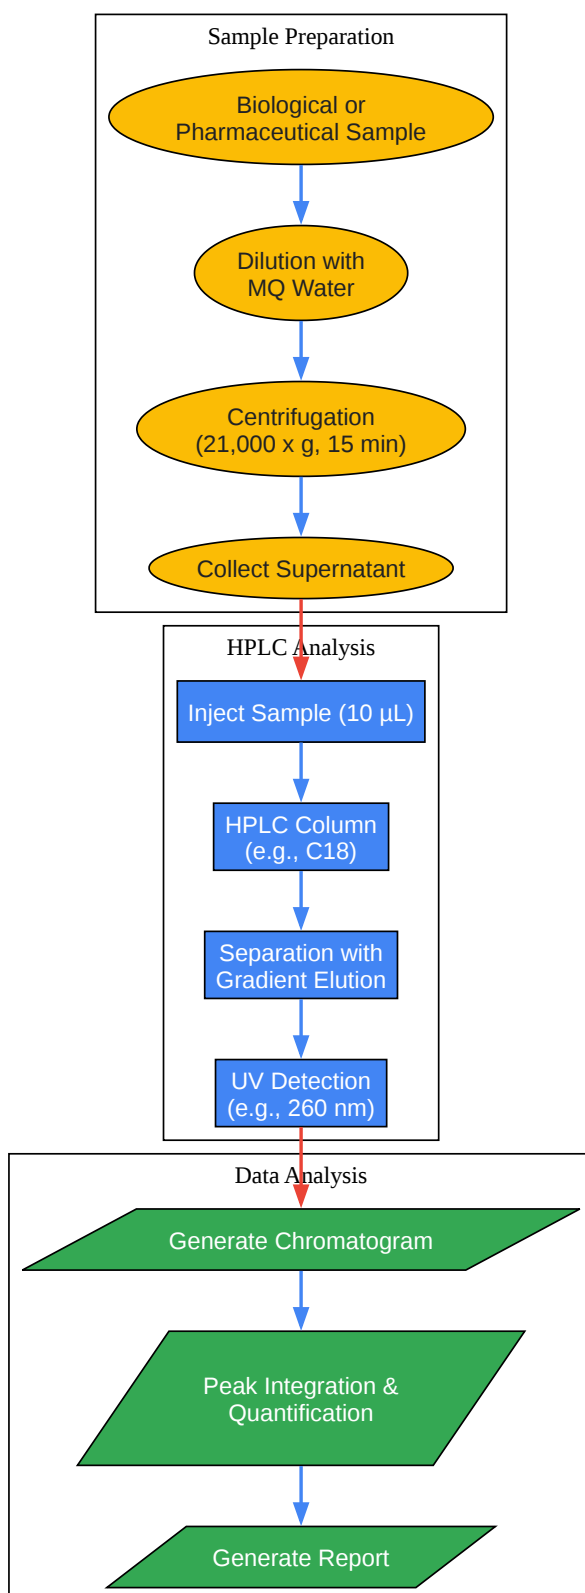 Sample Preparation
Biological or
Pharmaceutical Sample
Dilution with
MQ Water
Centrifugation
(21,000 x g, 15 min)
Collect Supernatant
HPLC Analysis
Inject Sample (10 µL)
HPLC Column
(e.g., C18)
Separation with
Gradient Elution
UV Detection
(e.g., 260 nm)
Data Analysis
Generate Chromatogram
Peak Integration &
Quantification
Generate Report